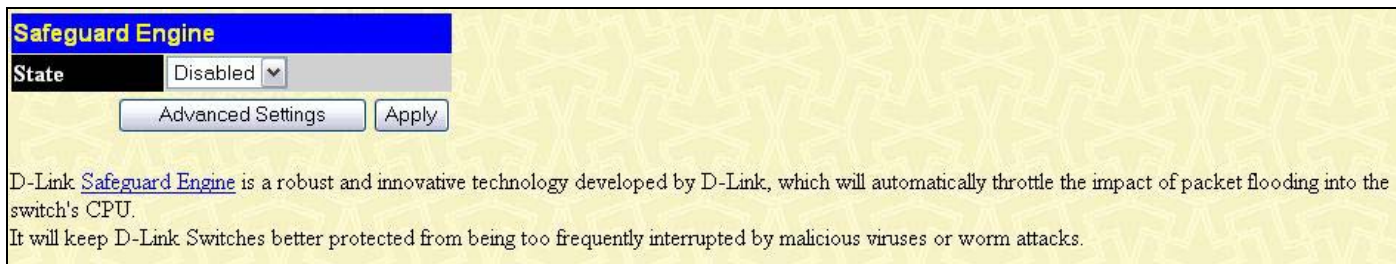 Safeguard Engine
State Disabled
Advanced Settings Apply
D-Link Safeguard Engine is a robust and innovative technology developed by D-Link, which will automatically throttle the impact of packet flooding into the
switch's CPU.
It will keep D-Link Switches better protected from being too frequently interrupted by malicious viruses or worm attacks.